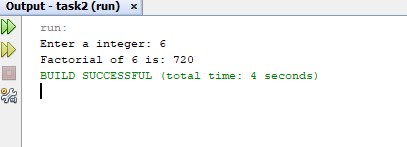 Output - task2 (run)
run:
Enter a integer: 6
Factorial of 6 is: 720
BUILD SUCCESSFUL (total time: 4 seconds)